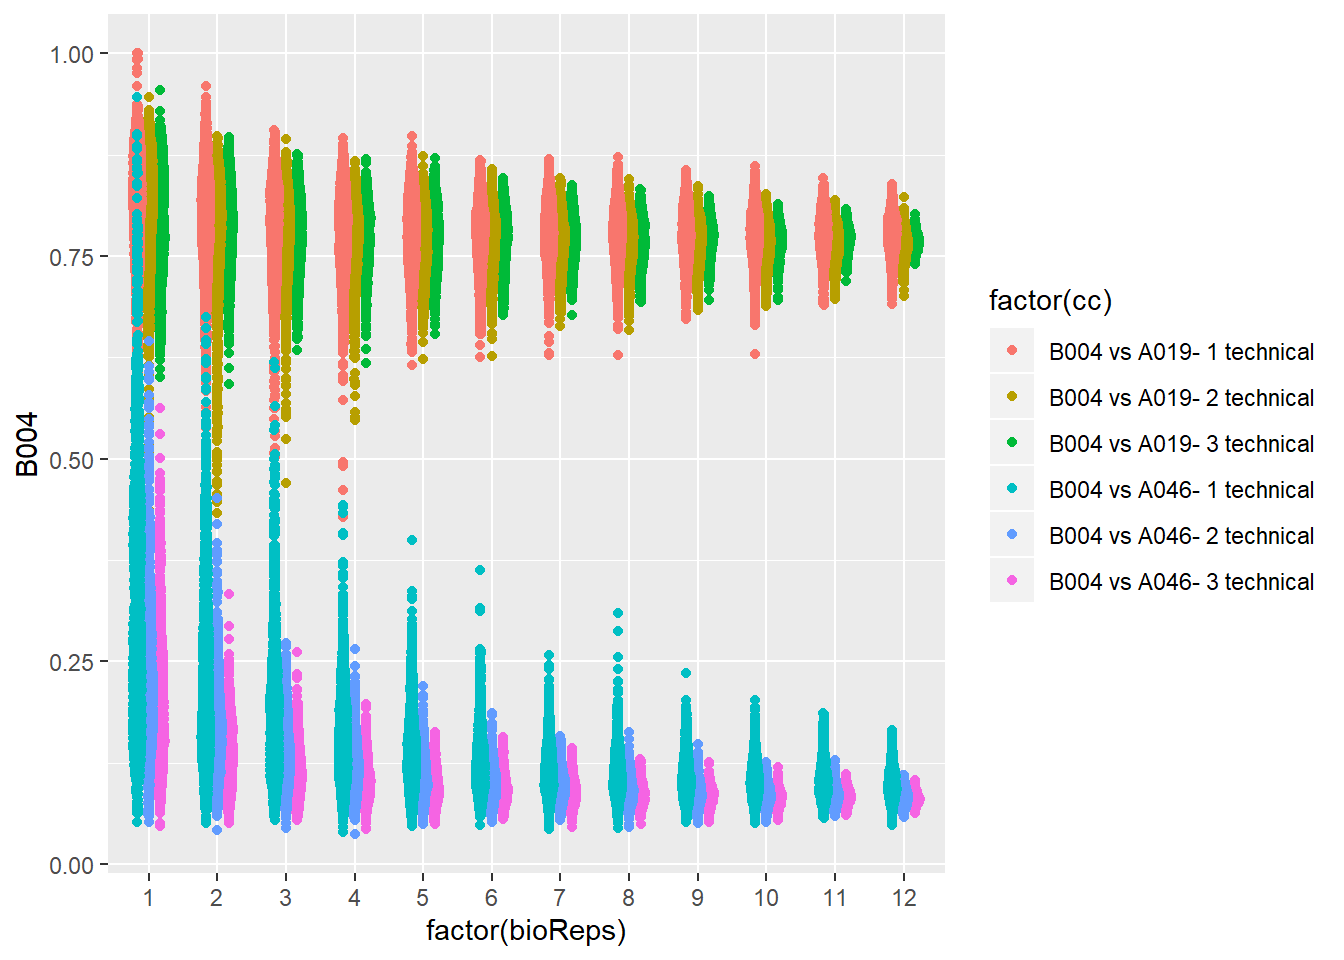 1.00
0.75
0.50
0.25
0.00
B004
1 2 3 4 5 6 7 8 9 10 11 12
factor(bioReps)
factor(cc)
B004 vs A019- 1 technical
B004 vs A019- 2 technical
B004 vs A019- 3 technical
B004 vs A046- 1 technical
B004 vs A046- 2 technical
B004 vs A046- 3 technical